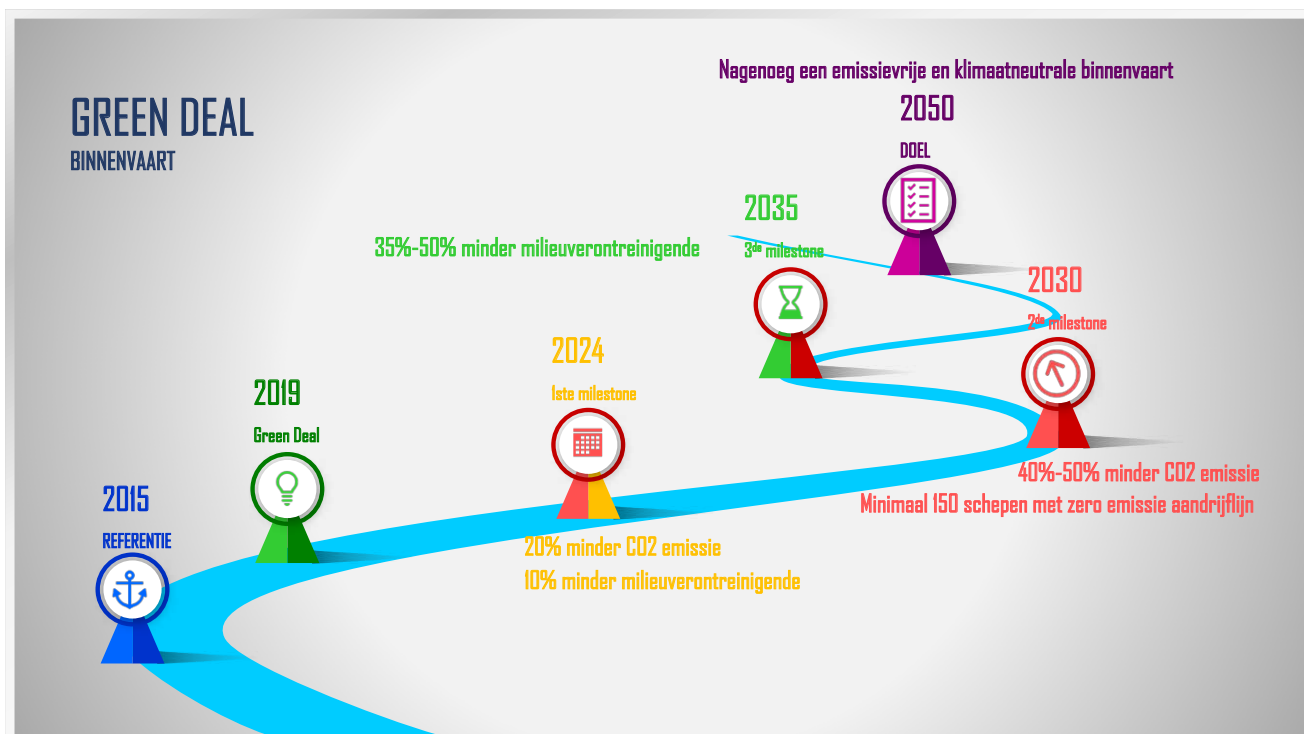 GREEN DEAL
BINNENVAART
Nagenoeg een emissievrije en klimaatneutrale binnenvaart
2050
DOEL
2035
3de milestone
35%-50% minder milieuverontreinigende
2030
2de milestone
40%-50% minder CO2 emissie
Minimaal 150 schepen met zero emissie aandrijflijn
2024
1ste milestone
20% minder CO2 emissie
10% minder milieuverontreinigende
2019
Green Deal
2015
REFERENTIE